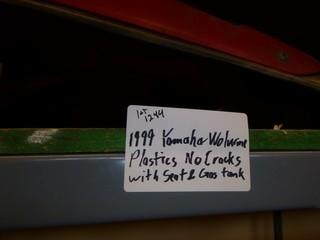 Lot
1244
1999 Yamaha Wolverine
Plastics No Cracks
with Seat & Gas tank